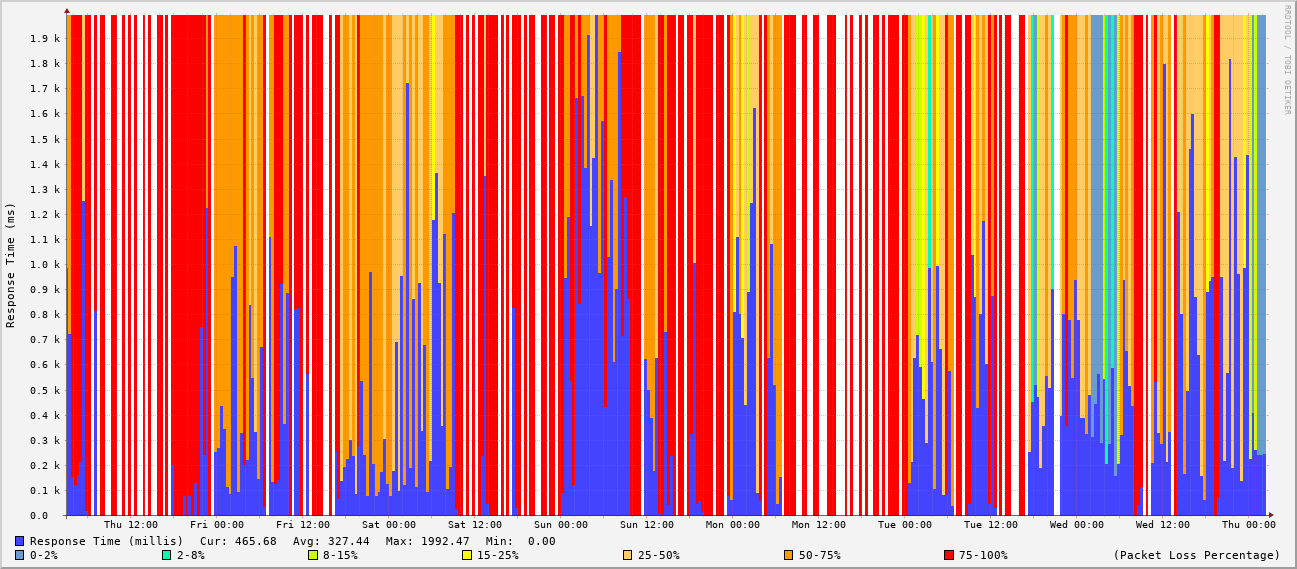 RRDTOOL / TOBI OETIKER
Response Time (ms)
1.9 k
1.8 k
1.7 k
1.6 k
1.5 k
1.4 k
1.3 k
1.2 k
1.1 k
1.0 k
0.9 k
0.8 k
0.7 k
0.6 k
0.5 k
0.4 k
0.3 k
0.2 k
0.1 k
0.0
Thu 12:00 Fri 00:00 Fri 12:00 Sat 00:00 Sat 12:00 Sun 00:00 Sun 12:00 Mon 00:00 Mon 12:00 Tue 00:00 Tue 12:00 Wed 00:00 Wed 12:00 Thu 00:00
Response Time (millis) Cur: 465.68 Avg: 327.44 Max: 1992.47 Min: 0.00
0-2% 2-8% 8-15% 15-25% 25-50% 50-75% 75-100% (Packet Loss Percentage)